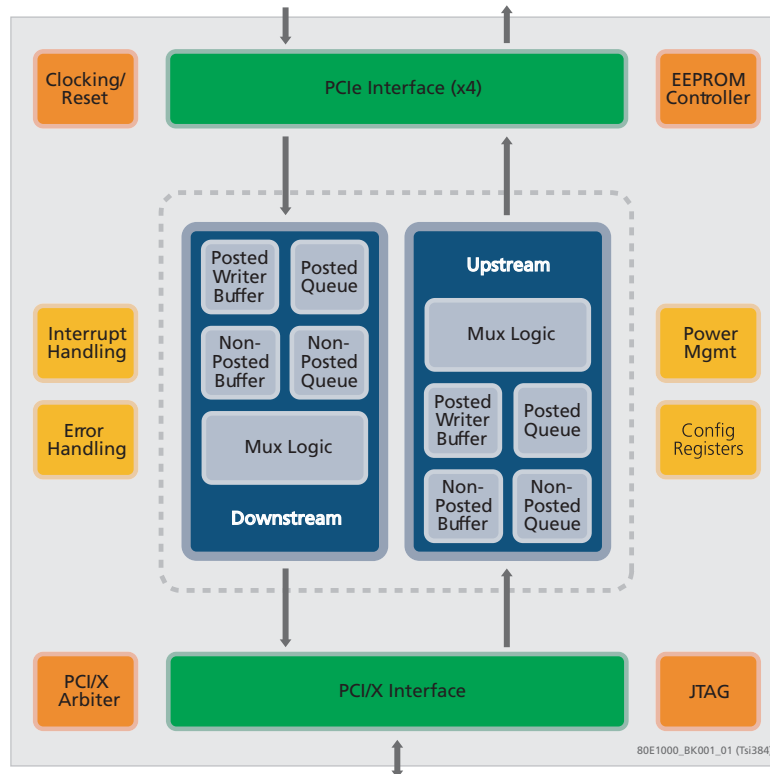 Clocking/
Reset
PCIe Interface (x4)
EEPROM
Controller
Posted
Writer
Buffer
Posted
Queue
Non-
Posted
Buffer
Non-
Posted
Queue
Mux Logic
Downstream
Upstream
Mux Logic
Posted
Writer
Buffer
Posted
Queue
Non-
Posted
Buffer
Non-
Posted
Queue
Interrupt
Handling
Error
Handling
Power
Mgmt
Config
Registers
PCI/X
Arbiter
PCI/X Interface
JTAG
80E1000_BK001_01 (Tsi384)